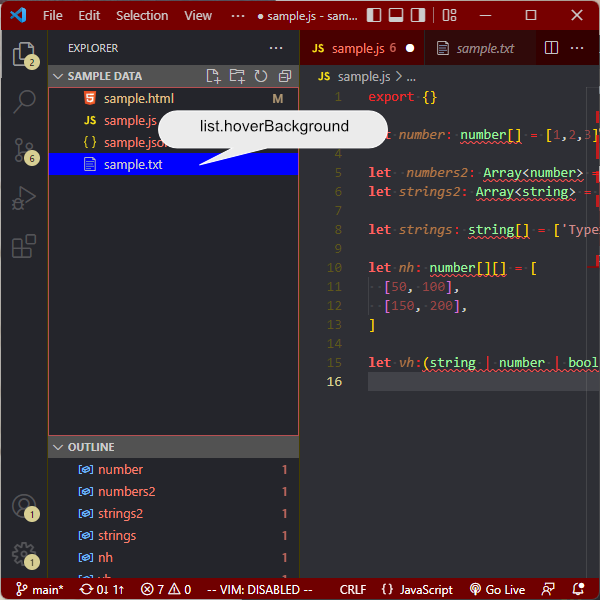 File Edit Selection View ··· ● sample.js - sam...
EXPLORER ···
JS sample.js 6 ●
sample.txt ···
SAMPLE DATA
JS sample.js > ...
2
sample.html M
JS sample.js
{ } sample.json
sample.txt
list.hoverBackground
6
1 export {}
number: number[] = [1,2,3]
4
5 let numbers2: Array<number> =
6 let strings2: Array<string> =
7
8 let strings: string[] = ['Type
9
10 let nh: number[][] = [
11 [50, 100],
12 [150, 200],
13 ]
14
15 let vh:(string | number | bool
16
OUTLINE
number 1
numbers2 1
strings2 1
strings 1
nh 1
vh 1
1
1
main* 0↓ 1↑ 7 0 -- VIM: DISABLED -- CRLF {} JavaScript Go Live